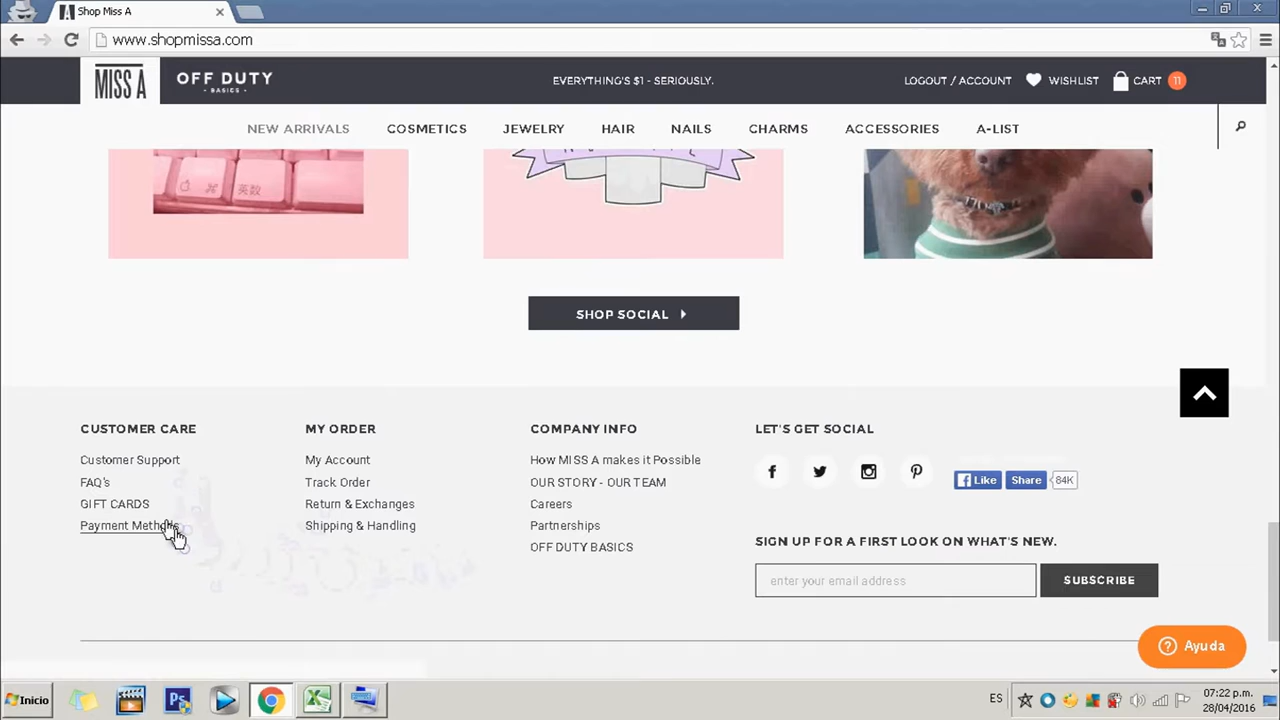 Shop Miss A
www.shopmissa.com
MISS A
OFF DUTY
- BASICS -
EVERYTHING'S $1 - SERIOUSLY.
LOGOUT / ACCOUNT
WISHLIST
CART 11
NEW ARRIVALS COSMETICS JEWELRY HAIR NAILS CHARMS ACCESSORIES A-LIST
英数
SHOP SOCIAL
CUSTOMER CARE
Customer Support
FAQ's
GIFT CARDS
Payment Methods
MY ORDER
My Account
Track Order
Return & Exchanges
Shipping & Handling
COMPANY INFO
How MISS A makes it Possible
OUR STORY - OUR TEAM
Careers
Partnerships
OFF DUTY BASICS
LET'S GET SOCIAL
Like Share 84K
SIGN UP FOR A FIRST LOOK ON WHAT'S NEW.
enter your email address
SUBSCRIBE
Ayuda
Inicio
ES
07:22 p.m.
28/04/2016